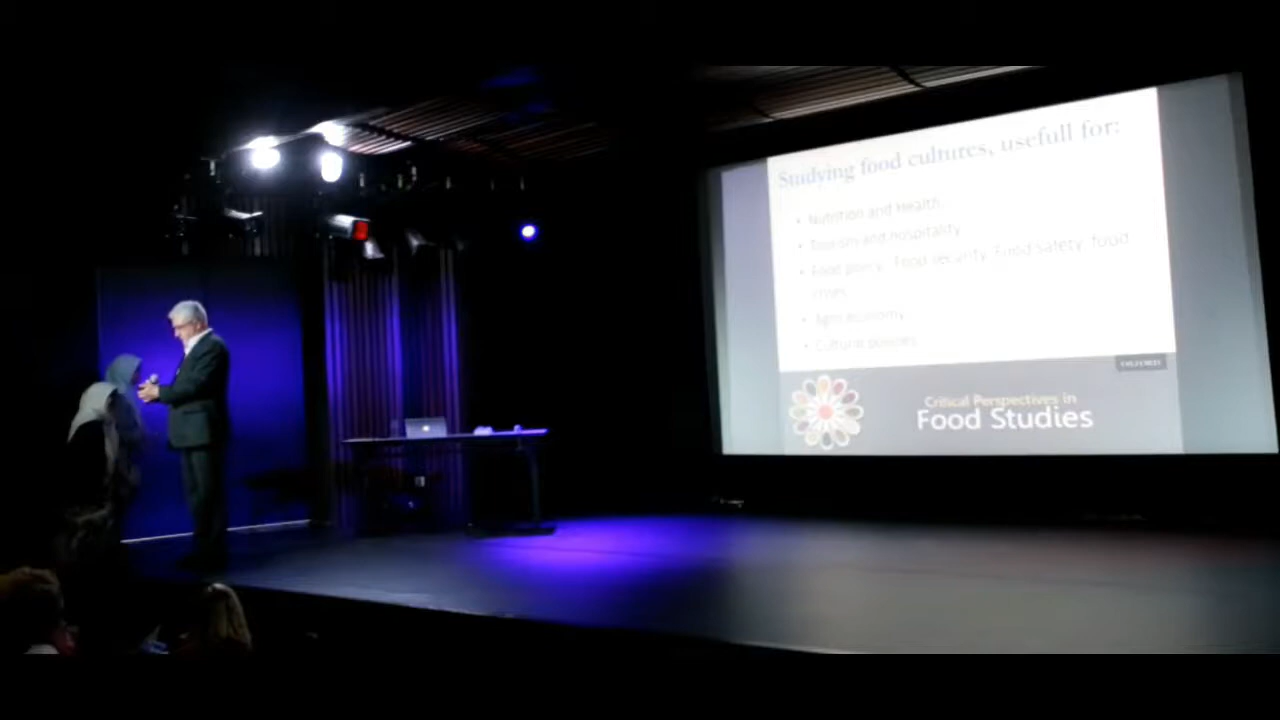 Studying food cultures, usefull for:
• Nutrition and Health
• Tourism and hospitality
• Food policy: Food security, Food safety, food
crises
• Agro economy
• Cultural policies
Critical Perspectives in
Food Studies